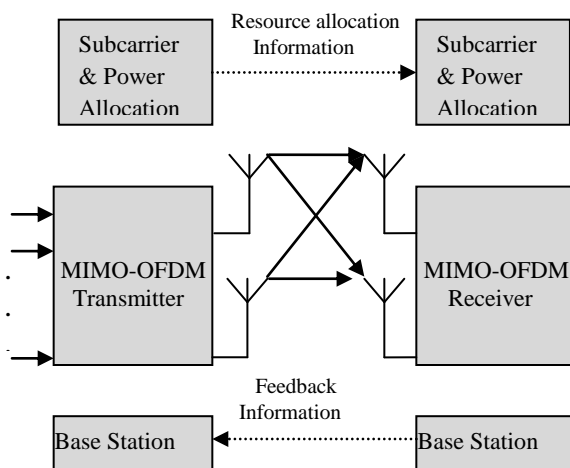 Subcarrier
& Power
Allocation
Resource allocation
Information
Subcarrier
& Power
Allocation
MIMO-OFDM
Transmitter
MIMO-OFDM
Receiver
Feedback
Information
Base Station
Base Station